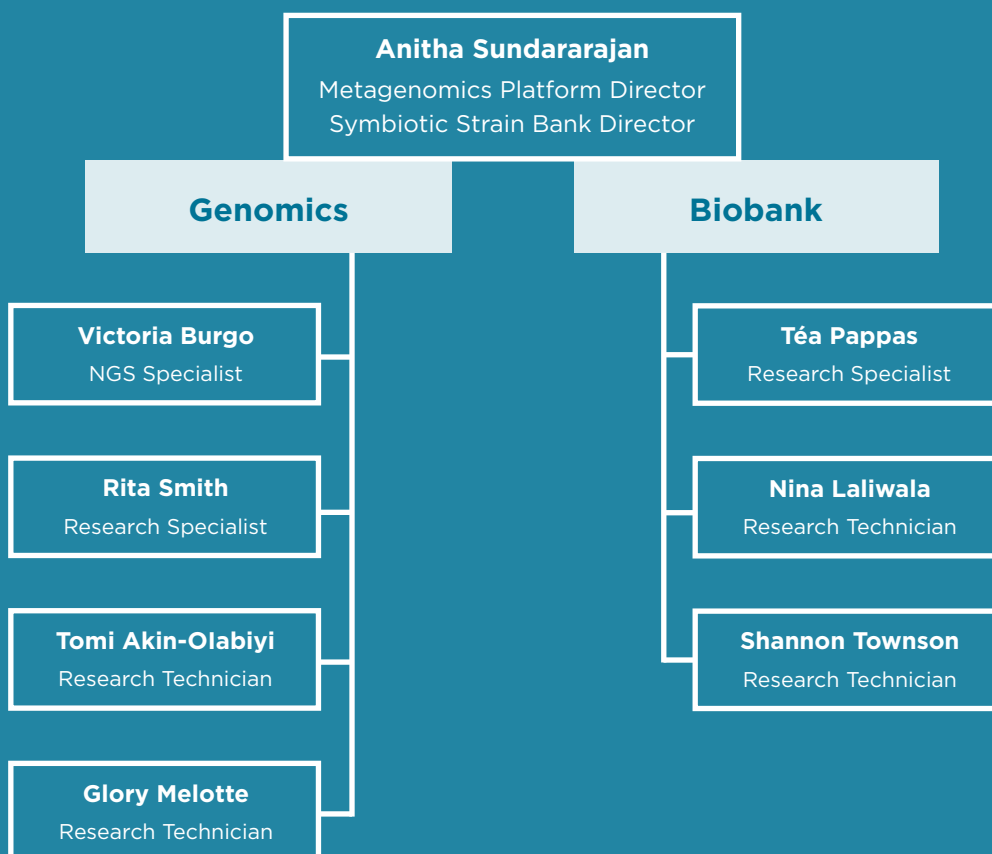 Anitha Sundararajan
Metagenomics Platform Director
Symbiotic Strain Bank Director
Genomics
Biobank
Victoria Burgo
NGS Specialist
Rita Smith
Research Specialist
Tomi Akin-Olabiyi
Research Technician
Glory Melotte
Research Technician
Téa Pappas
Research Specialist
Nina Laliwala
Research Technician
Shannon Townson
Research Technician